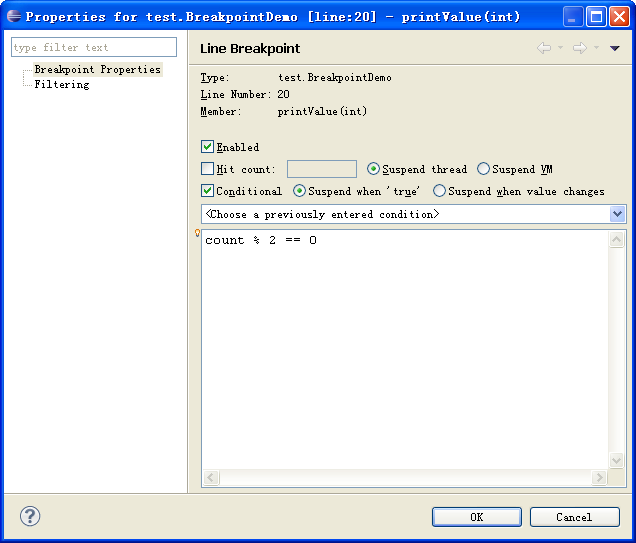 Properties for test.BreakpointDemo [line:20] - printValue(int)
type filter text
Breakpoint Properties
Filtering
Line Breakpoint
Type: test.BreakpointDemo
Line Number: 20
Member: printValue(int)
Enabled
Hit count: Suspend thread Suspend VM
Conditional Suspend when 'true' Suspend when value changes
<Choose a previously entered condition>
count % 2 == 0
OK Cancel